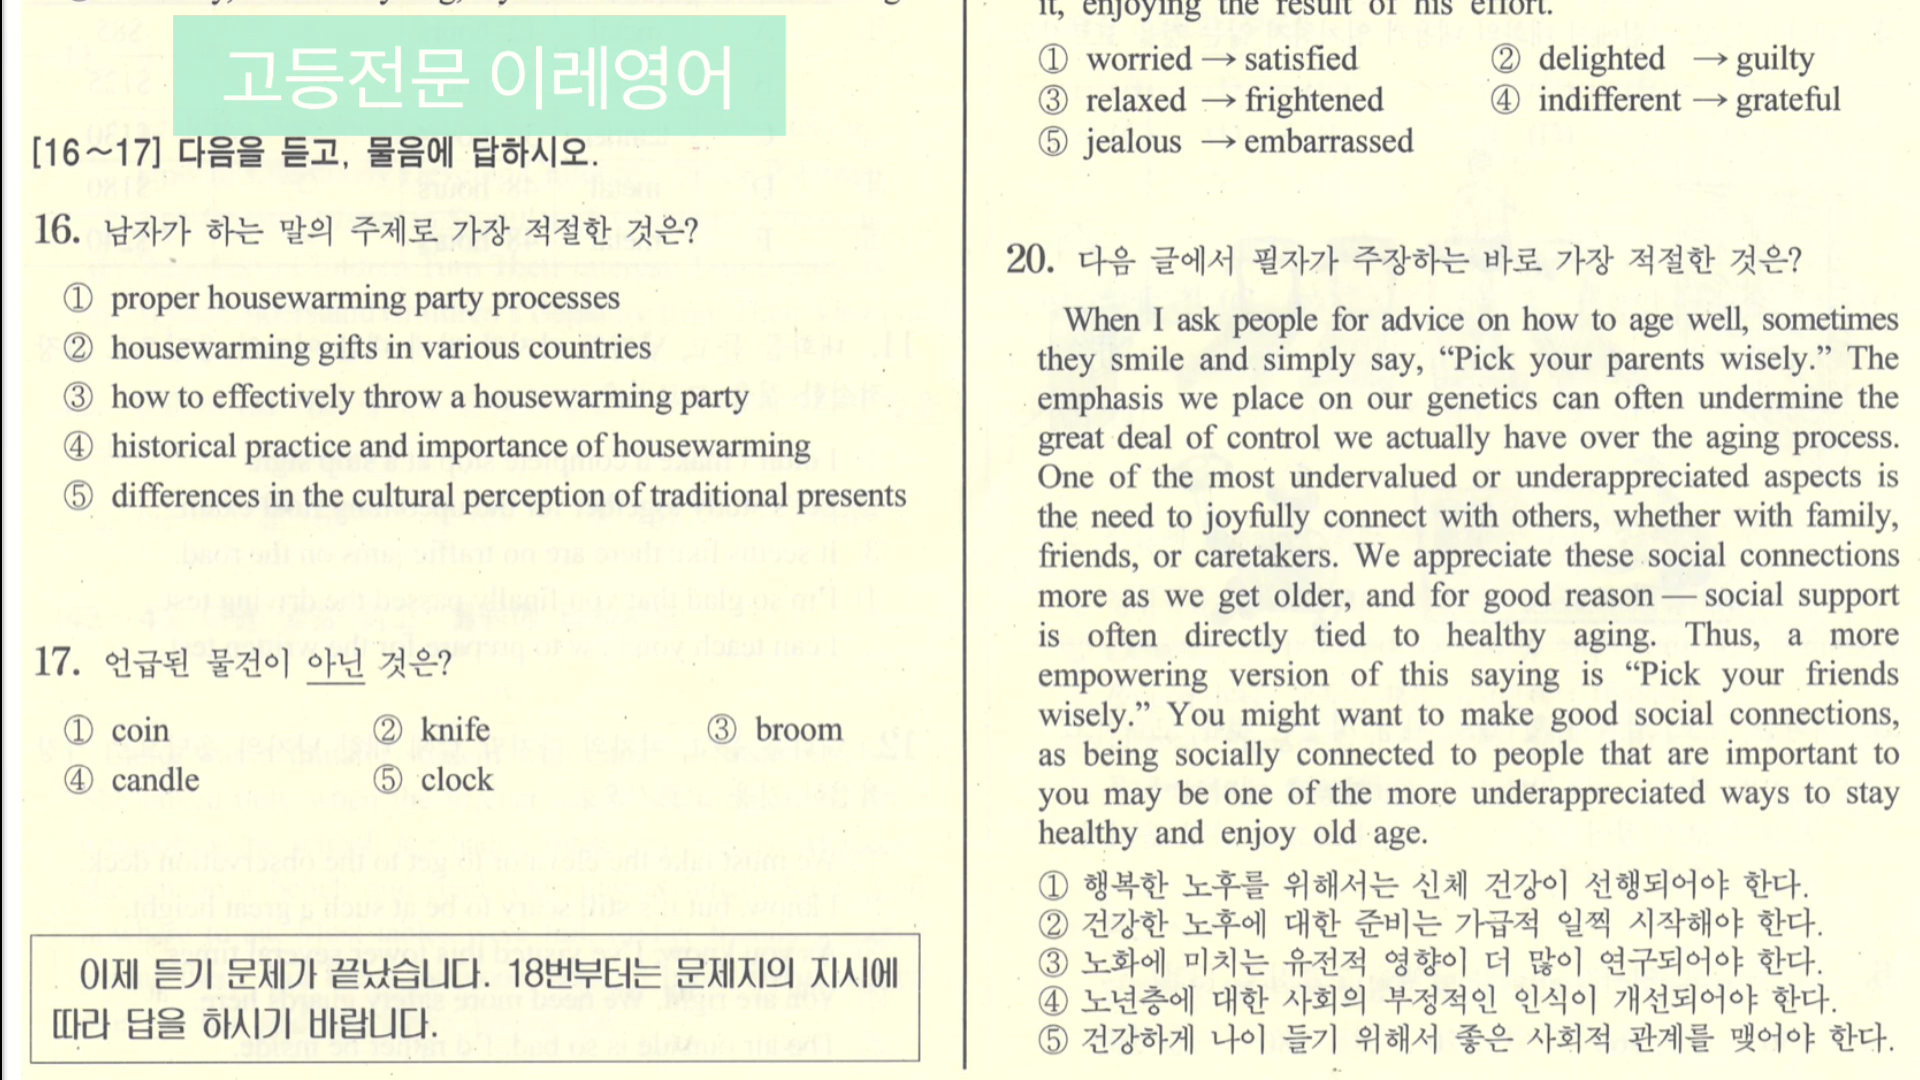 고등전문 이레영어
[16~17] 다음을 듣고, 물음에 답하시오.
16. 남자가 하는 말의 주제로 가장 적절한 것은?
① proper housewarming party processes
② housewarming gifts in various countries
③ how to effectively throw a housewarming party
④ historical practice and importance of housewarming
⑤ differences in the cultural perception of traditional presents
17. 언급된 물건이 아닌 것은?
① coin ② knife ③ broom
④ candle ⑤ clock
이제 듣기 문제가 끝났습니다. 18번부터는 문제지의 지시에
따라 답을 하시기 바랍니다.
it, enjoying the result of his effort.
① worried → satisfied ② delighted → guilty
③ relaxed → frightened ④ indifferent → grateful
⑤ jealous → embarrassed
20. 다음 글에서 필자가 주장하는 바로 가장 적절한 것은?
When I ask people for advice on how to age well, sometimes
they smile and simply say, “Pick your parents wisely.” The
emphasis we place on our genetics can often undermine the
great deal of control we actually have over the aging process.
One of the most undervalued or underappreciated aspects is
the need to joyfully connect with others, whether with family,
friends, or caretakers. We appreciate these social connections
more as we get older, and for good reason — social support
is often directly tied to healthy aging. Thus, a more
empowering version of this saying is “Pick your friends
wisely.” You might want to make good social connections,
as being socially connected to people that are important to
you may be one of the more underappreciated ways to stay
healthy and enjoy old age.
① 행복한 노후를 위해서는 신체 건강이 선행되어야 한다.
② 건강한 노후에 대한 준비는 가급적 일찍 시작해야 한다.
③ 노화에 미치는 유전적 영향이 더 많이 연구되어야 한다.
④ 노년층에 대한 사회의 부정적인 인식이 개선되어야 한다.
⑤ 건강하게 나이 들기 위해서 좋은 사회적 관계를 맺어야 한다.